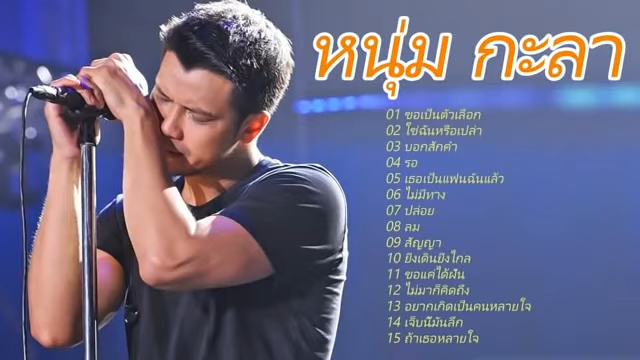 หนุ่ม กะลา
01 ขอเป็นตัวเลือก
02 ใช่ฉันหรือเปล่า
03 บอกสักคำ
04 รอ
05 เธอเป็นแฟนฉันแล้ว
06 ไม่มีทาง
07 ปล่อย
08 ลม
09 สัญญา
10 ยิ่งเดินยิ่งไกล
11 ขอแค่ได้ฝัน
12 ไม่มาก็คิดถึง
13 อยากเกิดเป็นคนหลายใจ
14 เจ็บนี้มันลึก
15 ถ้าเธอหลายใจ